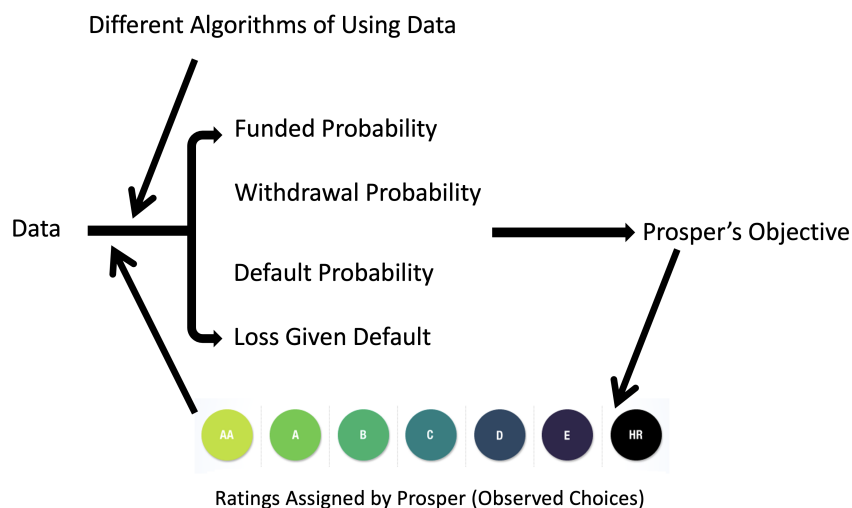 Different Algorithms of Using Data
Funded Probability
Withdrawal Probability
Data
Prosper’s Objective
Default Probability
Loss Given Default
AA A B C D E HR
Ratings Assigned by Prosper (Observed Choices)